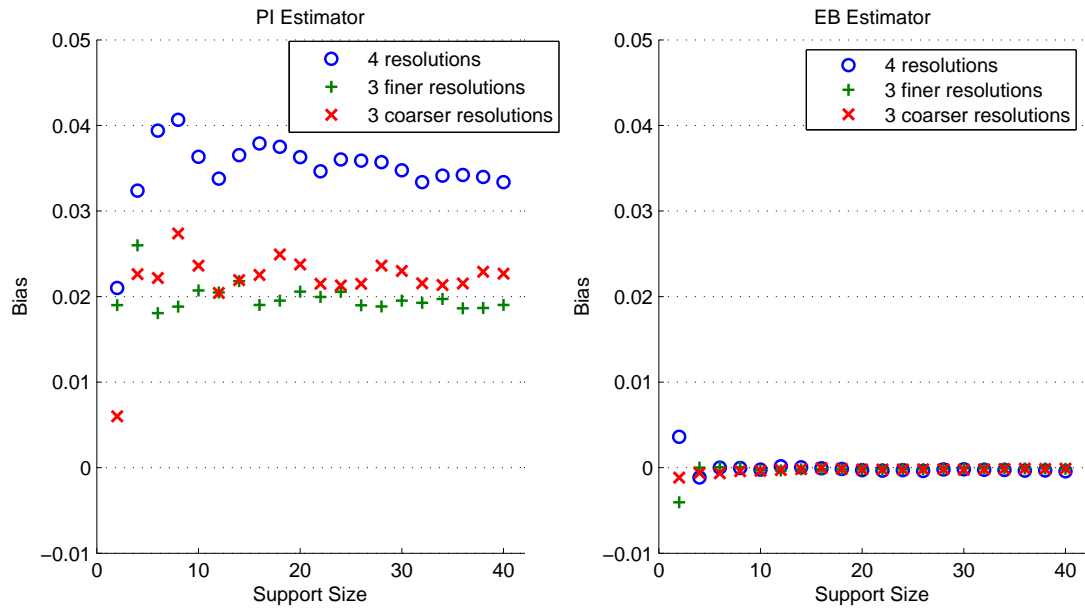 PI Estimator
0.05
0.04
0.03
0.02
0.01
0
−0.01
Bias
0
10
20
30
40
Support Size
4 resolutions
3 finer resolutions
3 coarser resolutions
EB Estimator
0.05
0.04
0.03
0.02
0.01
0
−0.01
Bias
0
10
20
30
40
Support Size
4 resolutions
3 finer resolutions
3 coarser resolutions